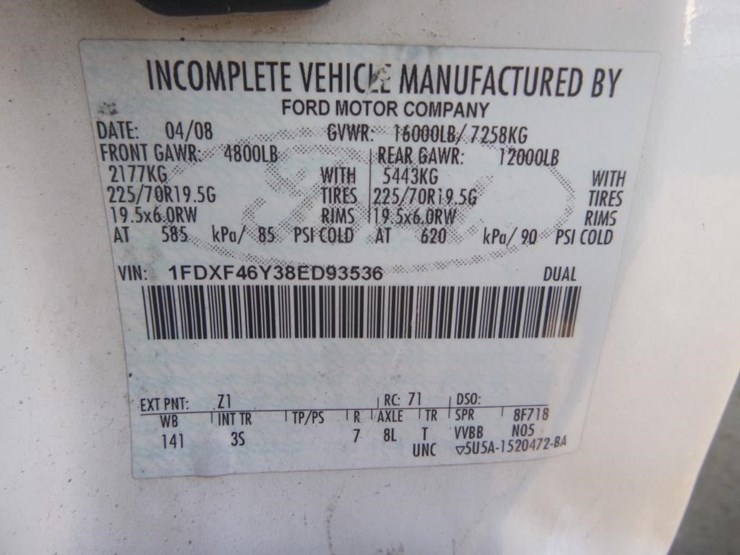 INCOMPLETE VEHICLE MANUFACTURED BY
FORD MOTOR COMPANY
DATE: 04/08 GVWR: 16000LB/ 7258KG
FRONT GAWR: 4800LB REAR GAWR: 12000LB
2177KG WITH 5443KG WITH
225/70R19.5G TIRES 225/70R19.5G TIRES
19.5x6.0RW RIMS 19.5x6.0RW RIMS
AT 585 kPa/ 85 PSI COLD AT 620 kPa/ 90 PSI COLD
VIN: 1FDXF46Y38ED93536 DUAL
EXT PNT: Z1 RC: 71 DSO:
WB INT TR TP/PS R AXLE TR SPR 8F718
141 3S 7 8L T VVBB N05
UNC ▽5U5A-1520472-BA